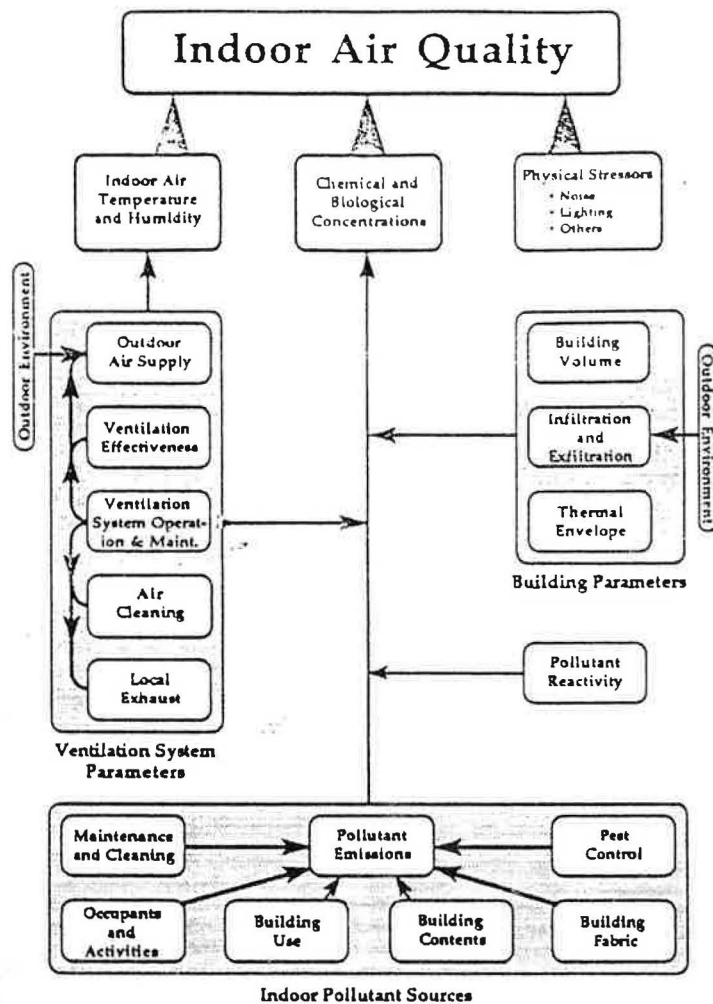 Indoor Air Quality
Indoor Air
Temperature
and Humidity
Chemical and
Biological
Concentrations
Physical Stressors
• Noise
• Lighting
• Others
Outdoor Environment
Outdoor
Air Supply
Ventilation
Effectiveness
Ventilation
System Operat-
ion & Maint.
Air
Cleaning
Local
Exhaust
Ventilation System
Parameters
Building
Volume
Infiltration
and
Exfiltration
Thermal
Envelope
Outdoor Environment
Building Parameters
Pollutant
Reactivity
Maintenance
and Cleaning
Pollutant
Emissions
Pest
Control
Occupants
and
Activities
Building
Use
Building
Contents
Building
Fabric
Indoor Pollutant Sources